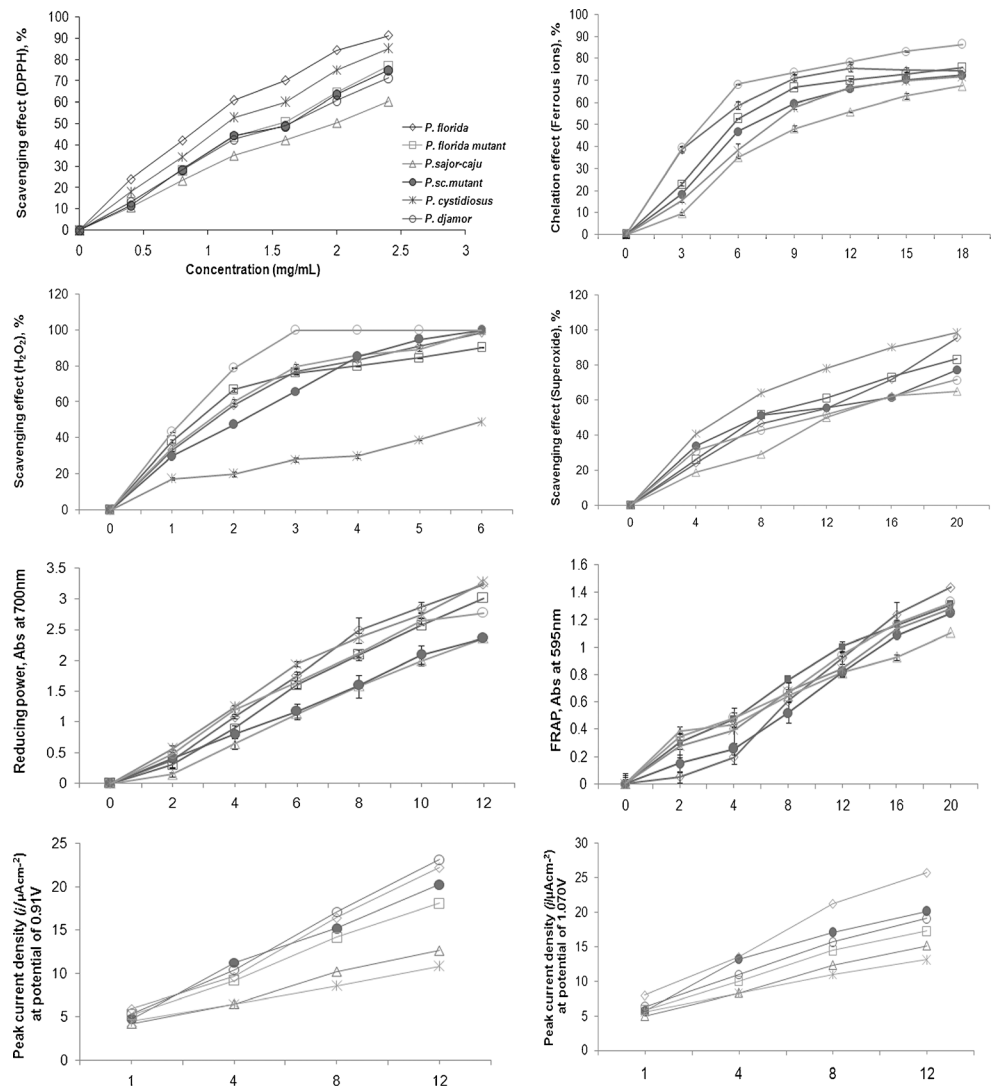 Scavenging effect (DPPH), %
100
90
80
70
60
50
40
30
20
10
0
0 0.5 1 1.5 2 2.5 3
Concentration (mg/mL)
P. florida
P. florida mutant
P.sajor-caju
P.sc.mutant
P. cystidiosus
P. djamor
Chelation effect (Ferrous ions), %
100
90
80
70
60
50
40
30
20
10
0
0 3 6 9 12 15 18
Scavenging effect (H₂O₂), %
120
100
80
60
40
20
0
0 1 2 3 4 5 6
Scavenging effect (Superoxide), %
120
100
80
60
40
20
0
0 4 8 12 16 20
Reducing power, Abs at 700nm
3.5
3
2.5
2
1.5
1
0.5
0
0 2 4 6 8 10 12
FRAP, Abs at 595nm
1.6
1.4
1.2
1
0.8
0.6
0.4
0.2
0
0 2 4 8 12 16 20
Peak current density (i/µAcm⁻²)
at potential of 0.91V
25
20
15
10
5
0
1 4 8 12
Peak current density (j/µAcm⁻²)
at potential of 1.070V
30
25
20
15
10
5
0
1 4 8 12